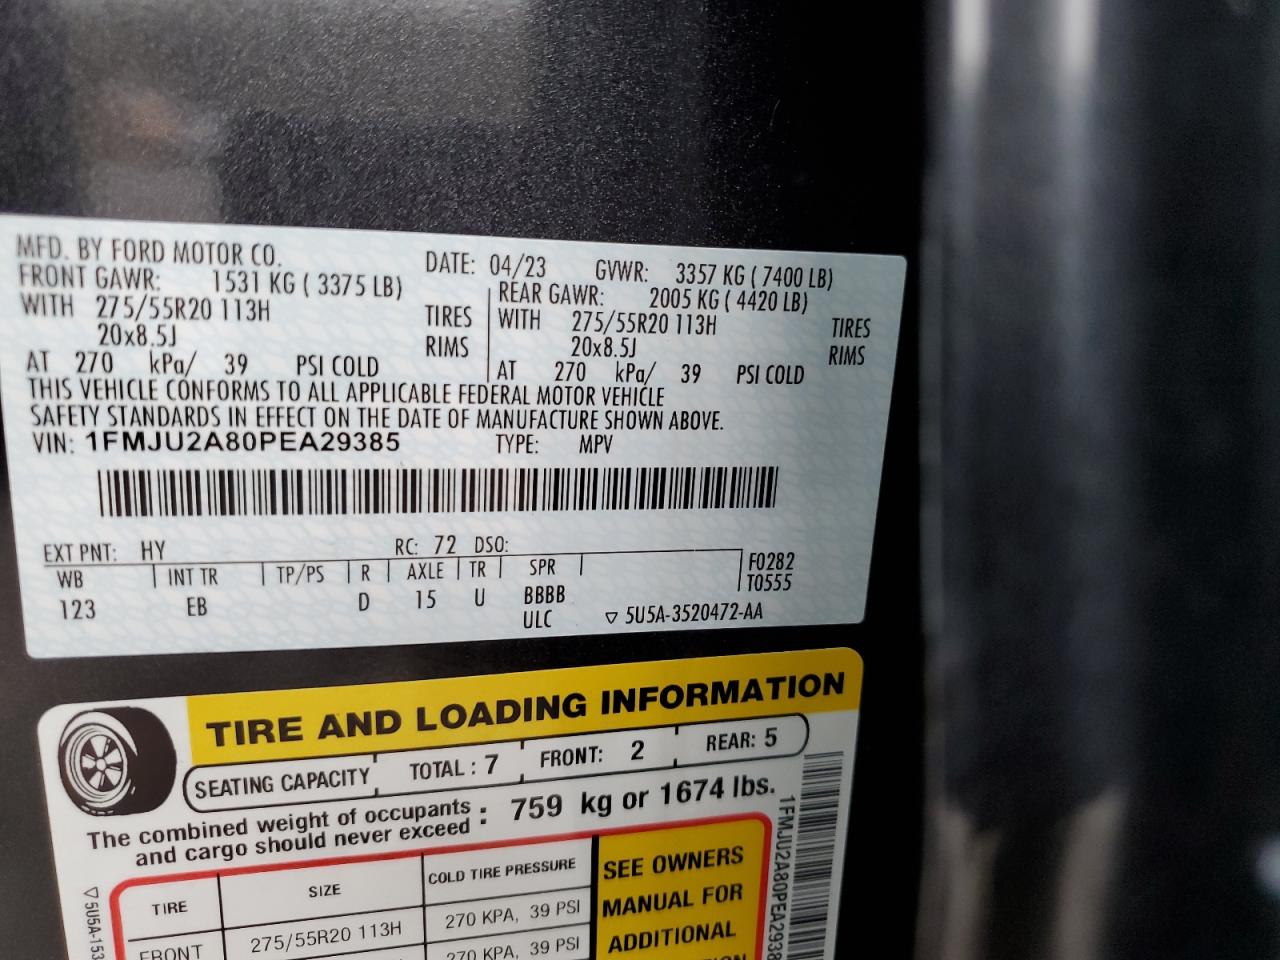 MFD. BY FORD MOTOR CO. DATE: 04/23 GVWR: 3357 KG ( 7400 LB)
FRONT GAWR: 1531 KG ( 3375 LB) REAR GAWR: 2005 KG ( 4420 LB)
WITH 275/55R20 113H TIRES WITH 275/55R20 113H TIRES
20x8.5J RIMS 20x8.5J RIMS
AT 270 kPa/ 39 PSI COLD AT 270 kPa/ 39 PSI COLD
THIS VEHICLE CONFORMS TO ALL APPLICABLE FEDERAL MOTOR VEHICLE
SAFETY STANDARDS IN EFFECT ON THE DATE OF MANUFACTURE SHOWN ABOVE.
VIN: 1FMJU2A80PEA29385 TYPE: MPV
EXT PNT: HY RC: 72 DSO:
WB INT TR TP/PS R AXLE TR SPR F0282
T0555
123 EB D 15 U BBBB
ULC ▽ 5U5A-3520472-AA
TIRE AND LOADING INFORMATION
SEATING CAPACITY TOTAL : 7 FRONT: 2 REAR: 5
The combined weight of occupants and cargo should never exceed : 759 kg or 1674 lbs.
TIRE SIZE COLD TIRE PRESSURE
FRONT 275/55R20 113H 270 KPA, 39 PSI
270 KPA, 39 PSI
SEE OWNERS
MANUAL FOR
ADDITIONAL
1FMJU2A80PEA2938
▽ 5U5A-153